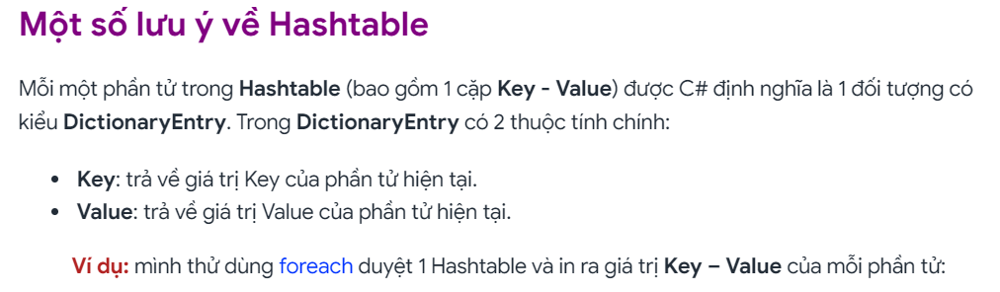 Một số lưu ý về Hashtable
Mỗi một phần tử trong Hashtable (bao gồm 1 cặp Key - Value) được C# định nghĩa là 1 đối tượng có
kiểu DictionaryEntry. Trong DictionaryEntry có 2 thuộc tính chính:
• Key: trả về giá trị Key của phần tử hiện tại.
• Value: trả về giá trị Value của phần tử hiện tại.
Ví dụ: mình thử dùng foreach duyệt 1 Hashtable và in ra giá trị Key – Value của mỗi phần tử: